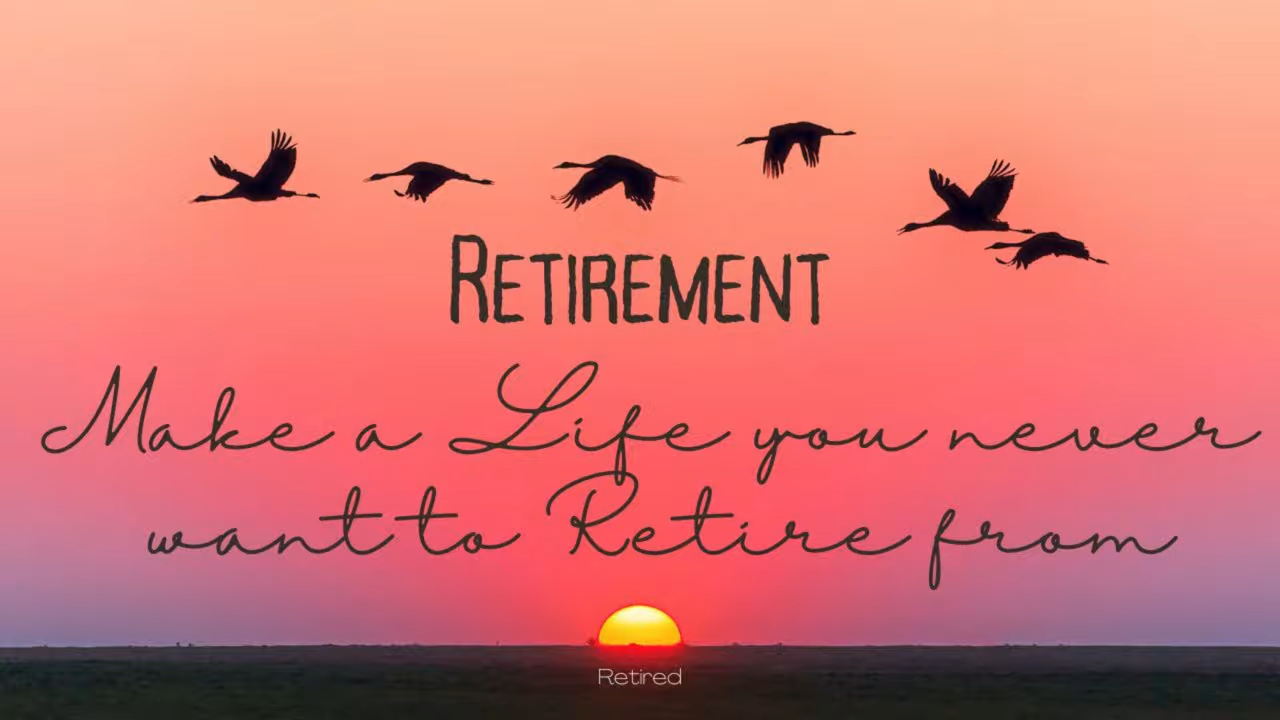 Retirement
Make a Life you never
want to Retire from
Retired